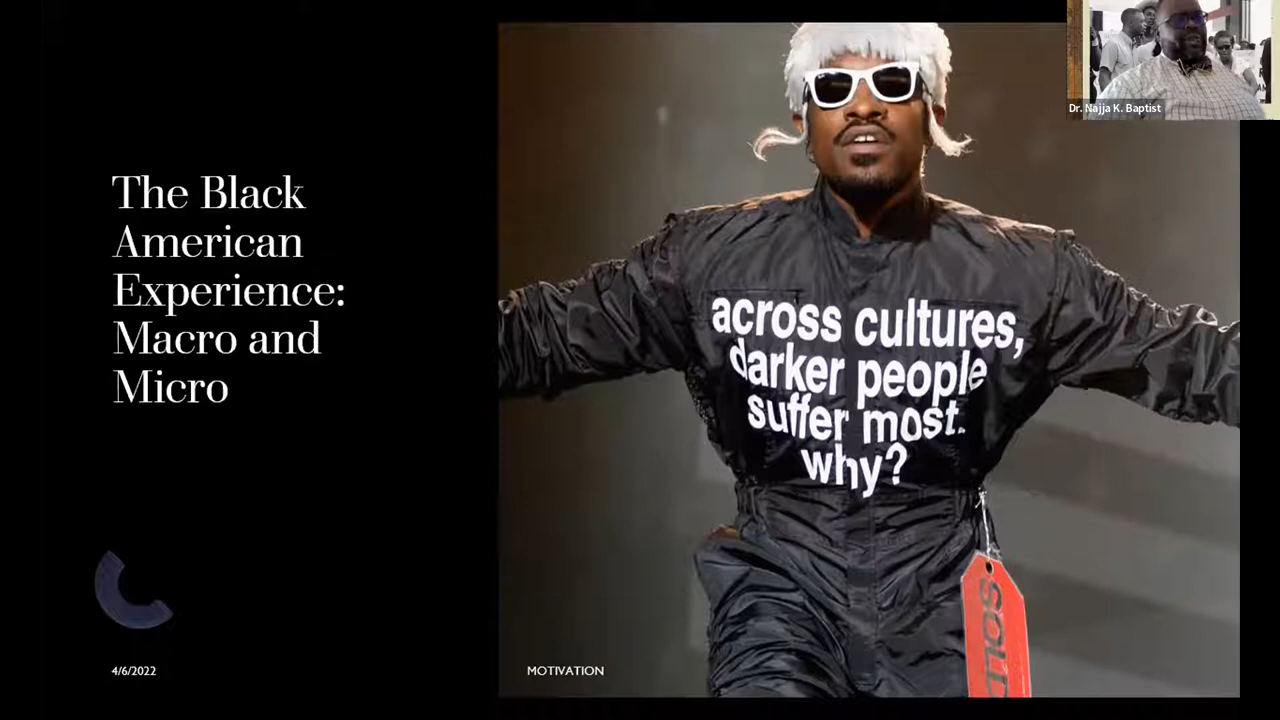 Dr. Najja K. Baptist
The Black
American
Experience:
Macro and
Micro
across cultures,
darker people
suffer most.
why?
SOLD
4/6/2022
MOTIVATION